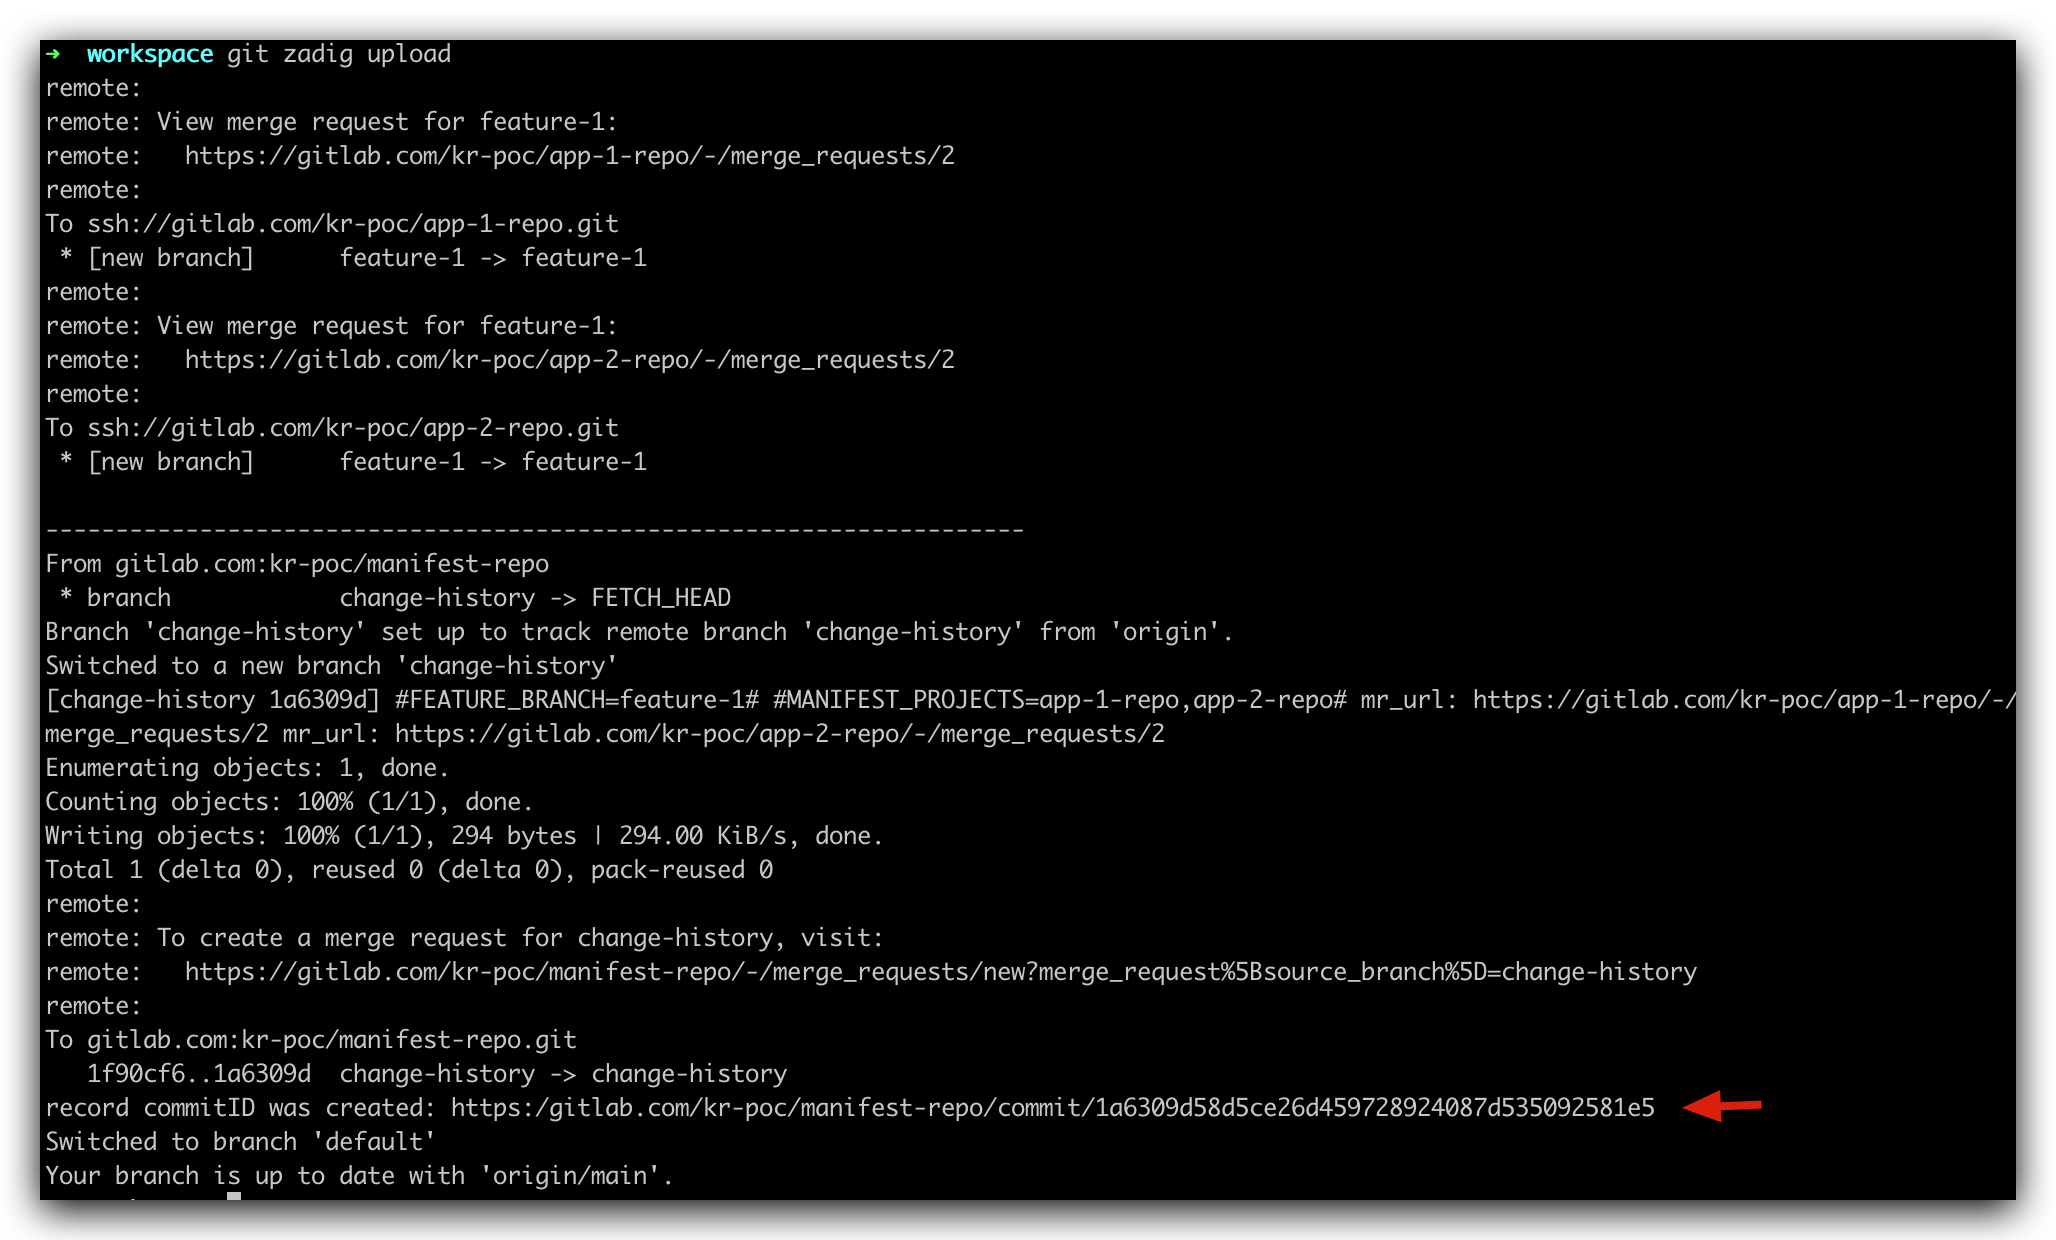 ➜  workspace git zadig upload
remote:
remote: View merge request for feature-1:
remote:   https://gitlab.com/kr-poc/app-1-repo/-/merge_requests/2
remote:
To ssh://gitlab.com/kr-poc/app-1-repo.git
 * [new branch]      feature-1 -> feature-1
remote:
remote: View merge request for feature-1:
remote:   https://gitlab.com/kr-poc/app-2-repo/-/merge_requests/2
remote:
To ssh://gitlab.com/kr-poc/app-2-repo.git
 * [new branch]      feature-1 -> feature-1
----------------------------------------------------------------------
From gitlab.com:kr-poc/manifest-repo
 * branch            change-history -> FETCH_HEAD
Branch 'change-history' set up to track remote branch 'change-history' from 'origin'.
Switched to a new branch 'change-history'
[change-history 1a6309d] #FEATURE_BRANCH=feature-1# #MANIFEST_PROJECTS=app-1-repo,app-2-repo# mr_url: https://gitlab.com/kr-poc/app-1-repo/-/
merge_requests/2 mr_url: https://gitlab.com/kr-poc/app-2-repo/-/merge_requests/2
Enumerating objects: 1, done.
Counting objects: 100% (1/1), done.
Writing objects: 100% (1/1), 294 bytes | 294.00 KiB/s, done.
Total 1 (delta 0), reused 0 (delta 0), pack-reused 0
remote:
remote: To create a merge request for change-history, visit:
remote:   https://gitlab.com/kr-poc/manifest-repo/-/merge_requests/new?merge_request%5Bsource_branch%5D=change-history
remote:
To gitlab.com:kr-poc/manifest-repo.git
   1f90cf6..1a6309d  change-history -> change-history
record commitID was created: https:/gitlab.com/kr-poc/manifest-repo/commit/1a6309d58d5ce26d459728924087d535092581e5
Switched to branch 'default'
Your branch is up to date with 'origin/main'.